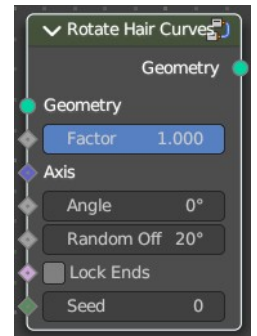 Rotate Hair Curves
Geometry
Geometry
Factor 1.000
Axis
Angle 0°
Random Off 20°
Lock Ends
Seed 0